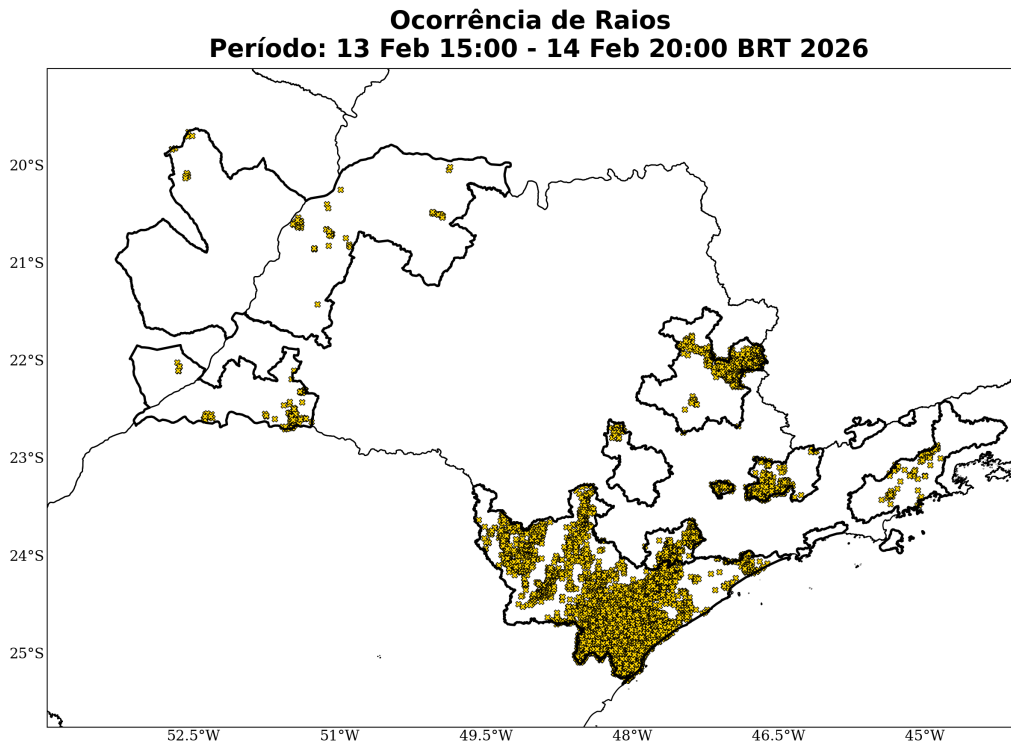 Ocorrência de Raios
Período: 13 Feb 15:00 - 14 Feb 20:00 BRT 2026
20°S
21°S
22°S
23°S
24°S
25°S
52.5°W 51°W 49.5°W 48°W 46.5°W 45°W